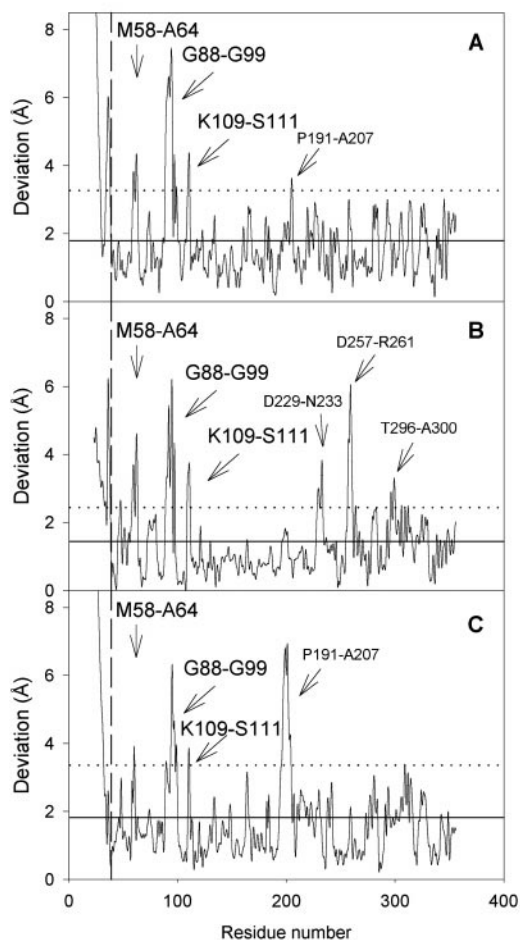 8
M58-A64
A
G88-G99
6
K109-S111
4
P191-A207
2
0
Deviation (Å)
8
M58-A64
B
D257-R261
6
G88-G99
D229-N233
K109-S111
4
T296-A300
2
0
Deviation (Å)
8
M58-A64
C
G88-G99
6
P191-A207
K109-S111
4
2
0
Deviation (Å)
0 100 200 300 400
Residue number